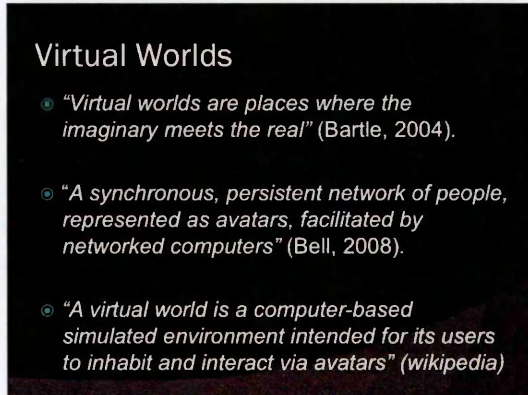 Virtual Worlds
“Virtual worlds are places where the
imaginary meets the real” (Bartle, 2004).
“A synchronous, persistent network of people,
represented as avatars, facilitated by
networked computers” (Bell, 2008).
“A virtual world is a computer-based
simulated environment intended for its users
to inhabit and interact via avatars” (wikipedia)